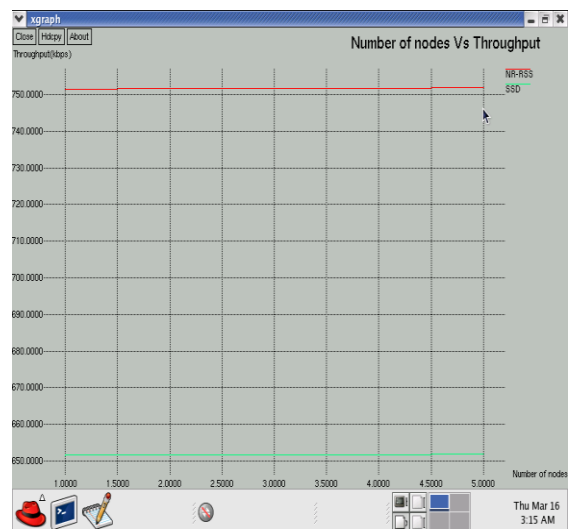 xgraph
Close Hdcpy About
Number of nodes Vs Throughput
Throughput(kbps)
NR-RSS
SSD
750.0000
740.0000
730.0000
720.0000
710.0000
700.0000
690.0000
680.0000
670.0000
660.0000
650.0000
Number of nodes
1.0000 1.5000 2.0000 2.5000 3.0000 3.5000 4.0000 4.5000 5.0000
Thu Mar 16
3:15 AM